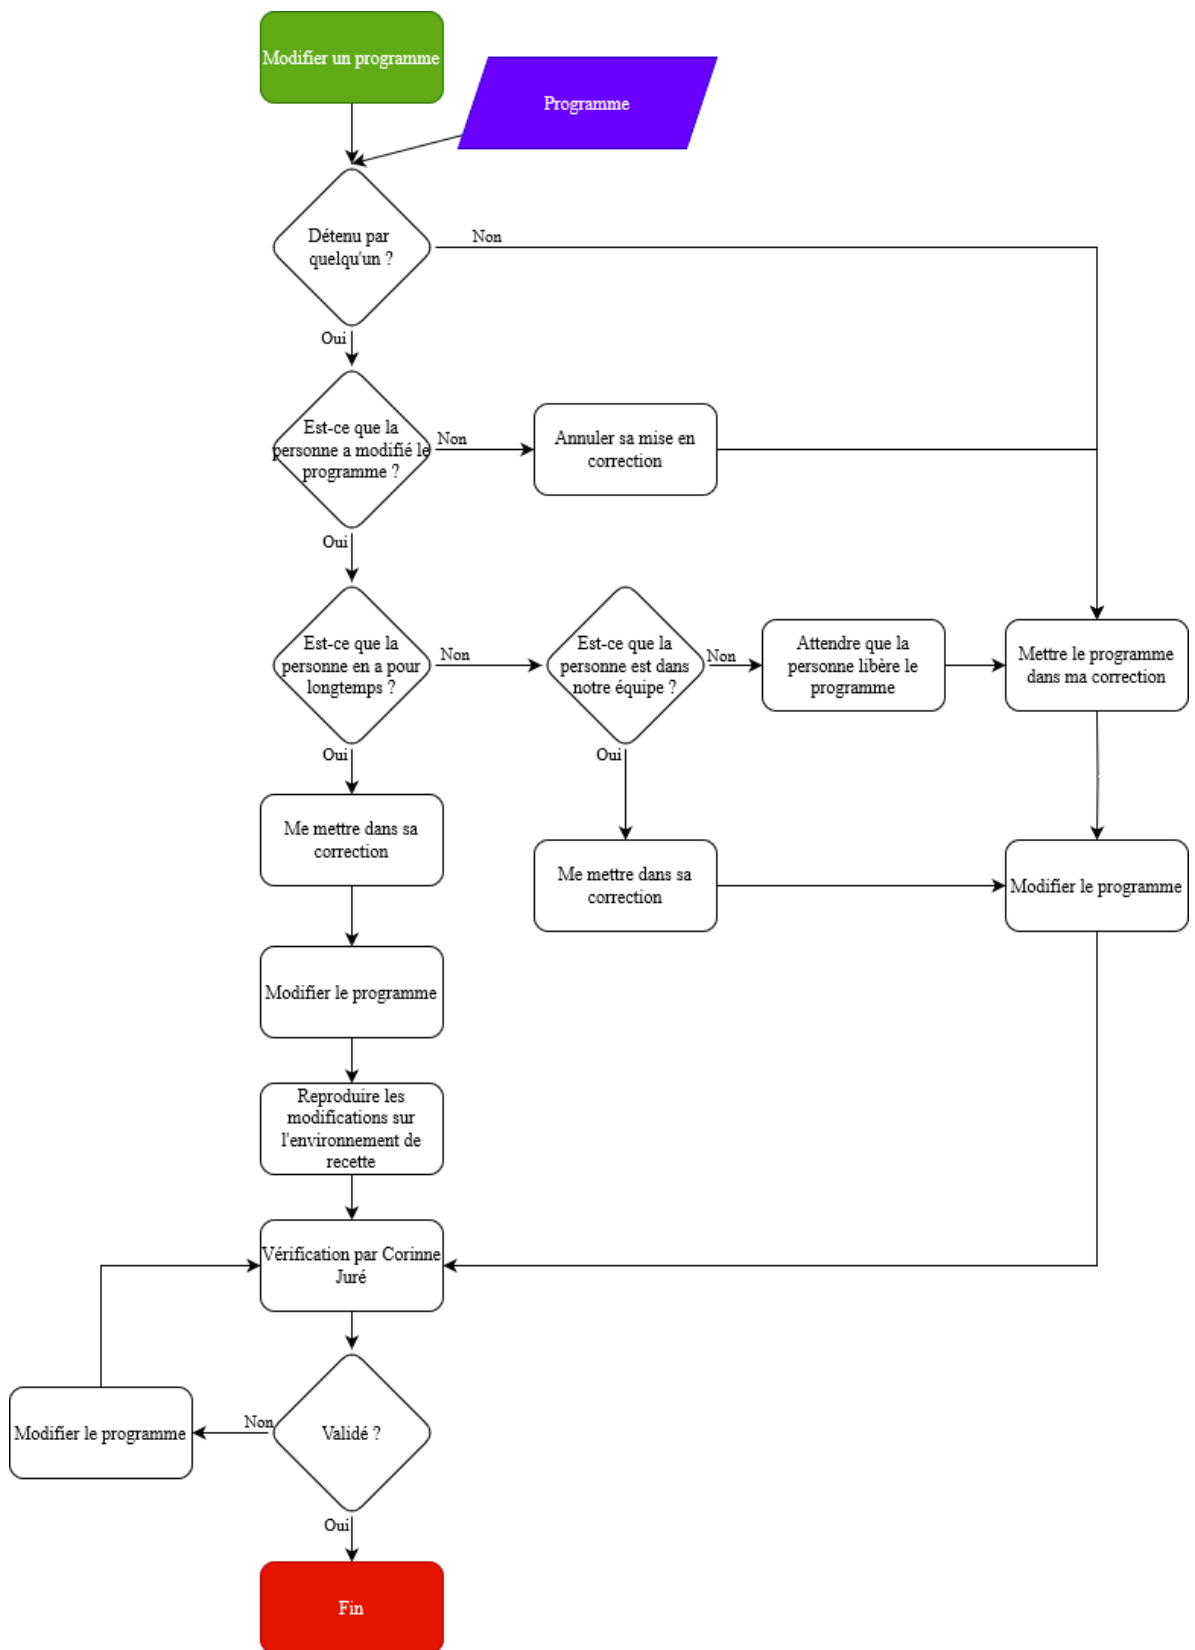 Modifier un programme
Programme
Détenu par
quelqu'un ?
Non
Oui
Est-ce que la
personne a modifié le
programme ?
Non
Annuler sa mise en
correction
Oui
Est-ce que la
personne en a pour
longtemps ?
Non
Est-ce que la
personne est dans
notre équipe ?
Non
Attendre que la
personne libère le
programme
Mettre le programme
dans ma correction
Oui
Oui
Me mettre dans sa
correction
Me mettre dans sa
correction
Modifier le programme
Modifier le programme
Reproduire les
modifications sur
l'environnement de
recette
Vérification par Corinne
Juré
Modifier le programme
Non
Validé ?
Oui
Fin